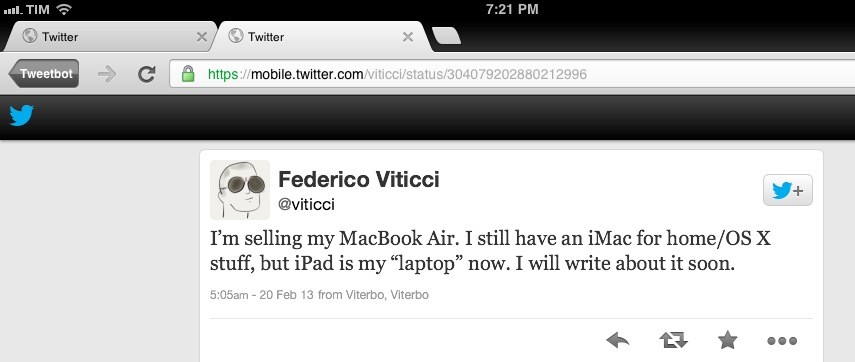 TIM 7:21 PM
Twitter Twitter
Tweetbot https://mobile.twitter.com/viticci/status/304079202880212996
Federico Viticci
@viticci
I’m selling my MacBook Air. I still have an iMac for home/OS X
stuff, but iPad is my “laptop” now. I will write about it soon.
5:05am - 20 Feb 13 from Viterbo, Viterbo